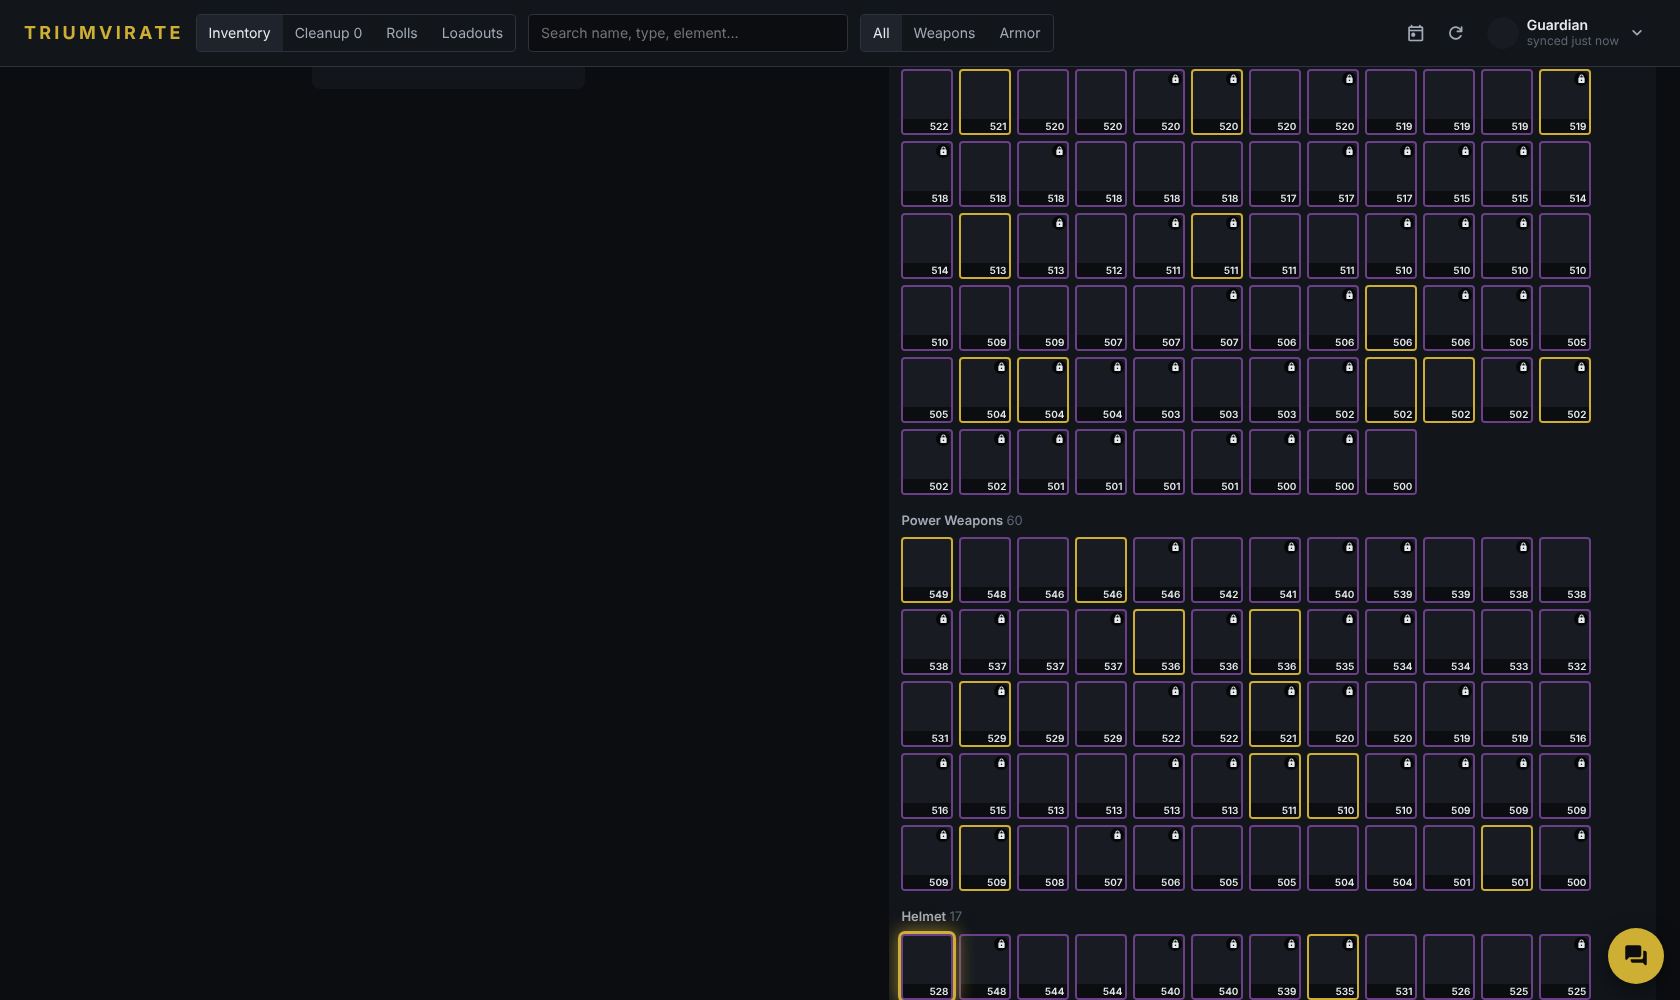 TRIUMVIRATE Inventory Cleanup 0 Rolls Loadouts Search name, type, element... All Weapons Armor Guardian
synced just now
522 521 520 520 520 520 520 520 519 519 519 519
518 518 518 518 518 518 517 517 517 515 515 514
514 513 513 512 511 511 511 511 510 510 510 510
510 509 509 507 507 507 506 506 506 506 505 505
505 504 504 504 503 503 503 502 502 502 502 502
502 502 501 501 501 501 500 500 500
Power Weapons 60
549 548 546 546 546 542 541 540 539 539 538 538
538 537 537 537 536 536 536 535 534 534 533 532
531 529 529 529 522 522 521 520 520 519 519 516
516 515 513 513 513 513 511 510 510 509 509 509
509 509 508 507 506 505 505 504 504 501 501 500
Helmet 17
528 548 544 544 540 540 539 535 531 526 525 525